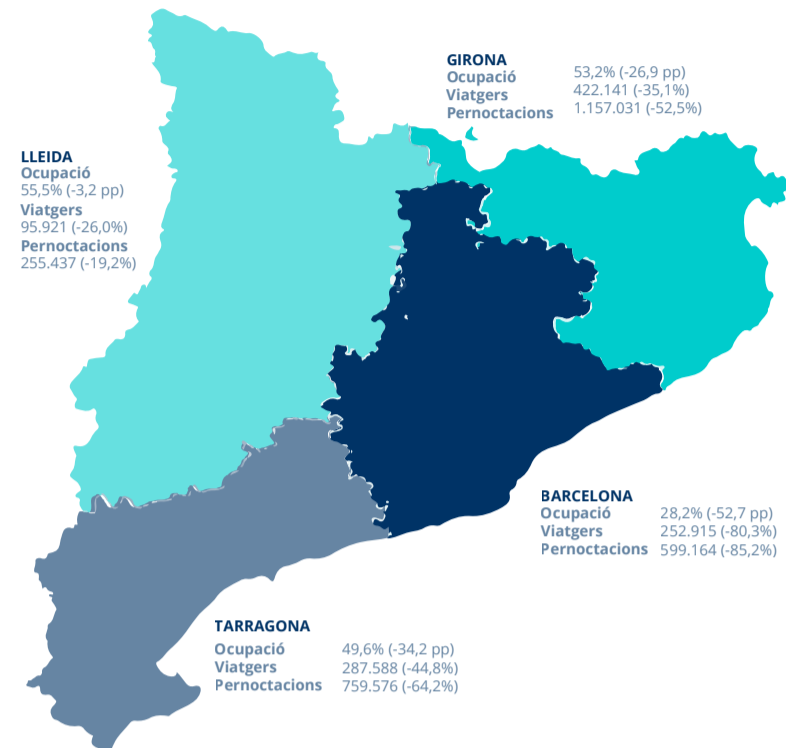 GIRONA
Ocupació 53,2% (-26,9 pp)
Viatgers 422.141 (-35,1%)
Pernoctacions 1.157.031 (-52,5%)
LLEIDA
Ocupació
55,5% (-3,2 pp)
Viatgers
95.921 (-26,0%)
Pernoctacions
255.437 (-19,2%)
BARCELONA
Ocupació 28,2% (-52,7 pp)
Viatgers 252.915 (-80,3%)
Pernoctacions 599.164 (-85,2%)
TARRAGONA
Ocupació 49,6% (-34,2 pp)
Viatgers 287.588 (-44,8%)
Pernoctacions 759.576 (-64,2%)